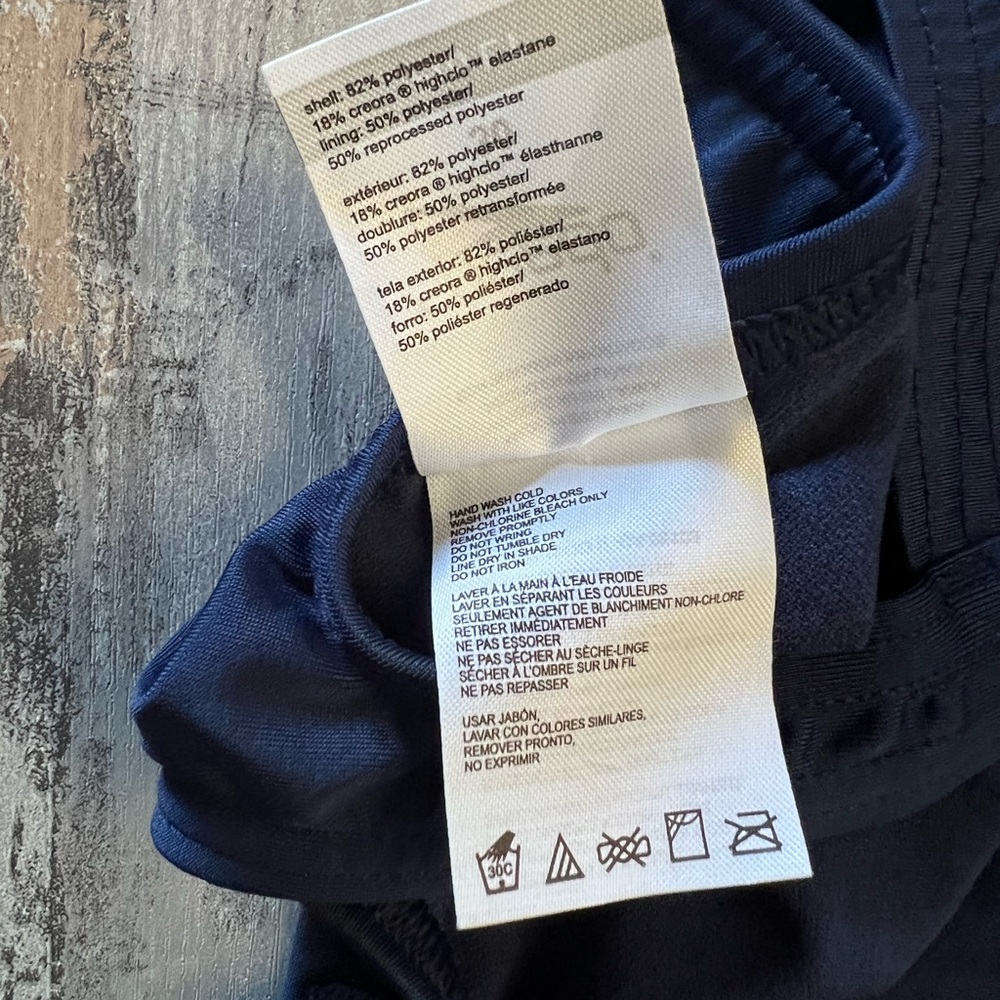 shell: 82% polyester/
18% creora ® highclo™ elastane
lining: 50% polyester/
50% reprocessed polyester
extérieur: 82% polyester/
18% creora ® highclo™ élasthanne
doublure: 50% polyester/
50% polyester retransformée
tela exterior: 82% poliéster/
18% creora ® highclo™ elastano
forro: 50% poliéster/
50% poliéster regenerado
HAND WASH COLD
WASH WITH LIKE COLORS
NON-CHLORINE BLEACH ONLY
REMOVE PROMPTLY
DO NOT WRING
DO NOT TUMBLE DRY
LINE DRY IN SHADE
DO NOT IRON
LAVER À LA MAIN À L'EAU FROIDE
LAVER EN SÉPARANT LES COULEURS
SEULEMENT AGENT DE BLANCHIMENT NON-CHLORE
RETIRER IMMÉDIATEMENT
NE PAS ESSORER
NE PAS SÉCHER AU SÈCHE-LINGE
SÉCHER À L'OMBRE SUR UN FIL
NE PAS REPASSER
USAR JABÓN,
LAVAR CON COLORES SIMILARES,
REMOVER PRONTO,
NO EXPRIMIR
30C